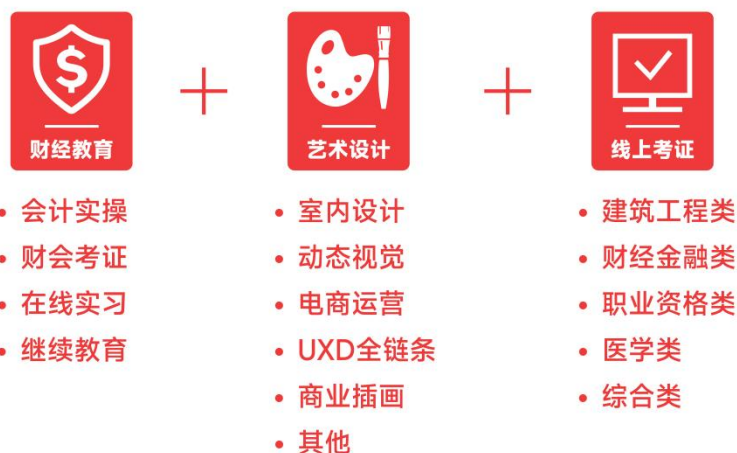 财经教育
会计实操
财会考证
在线实习
继续教育
艺术设计
室内设计
动态视觉
电商运营
UXD全链条
商业插画
其他
线上考证
建筑工程类
财经金融类
职业资格类
医学类
综合类